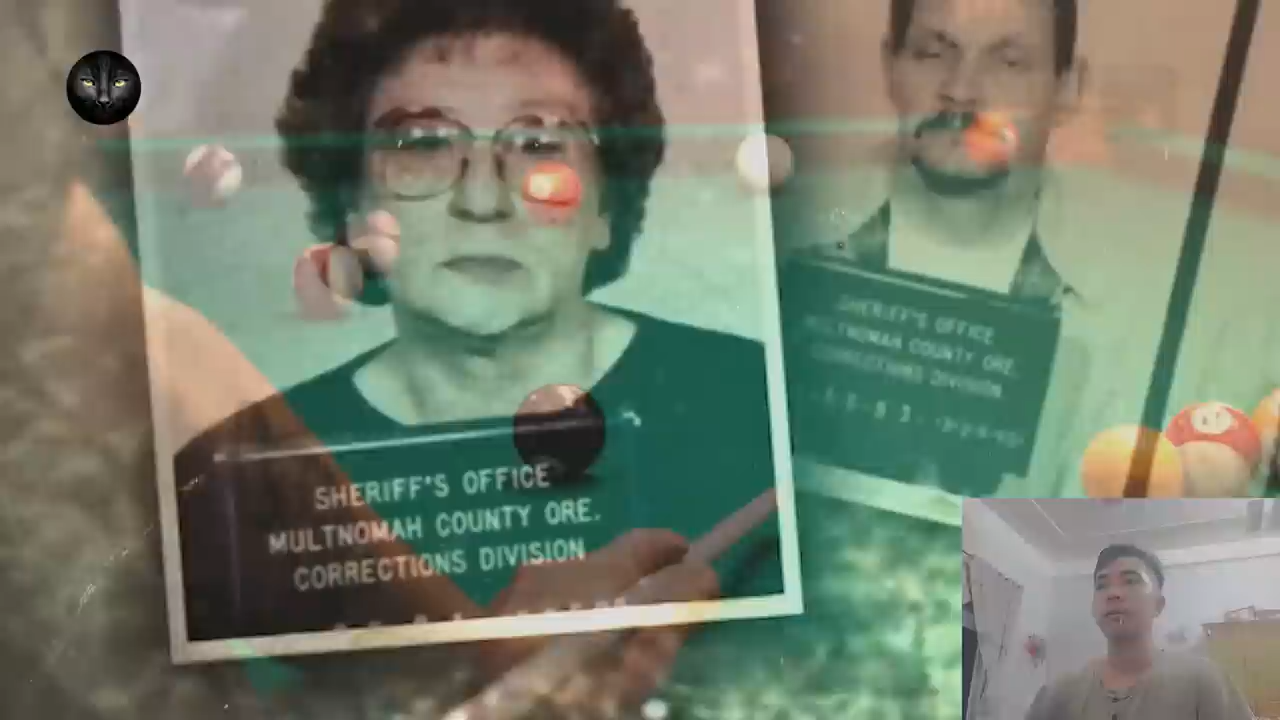 SHERIFF'S OFFICE
MULTNOMAH COUNTY ORE.
CORRECTIONS DIVISION
SHERIFF'S OFFICE
MULTNOMAH COUNTY ORE.
CORRECTIONS DIVISION